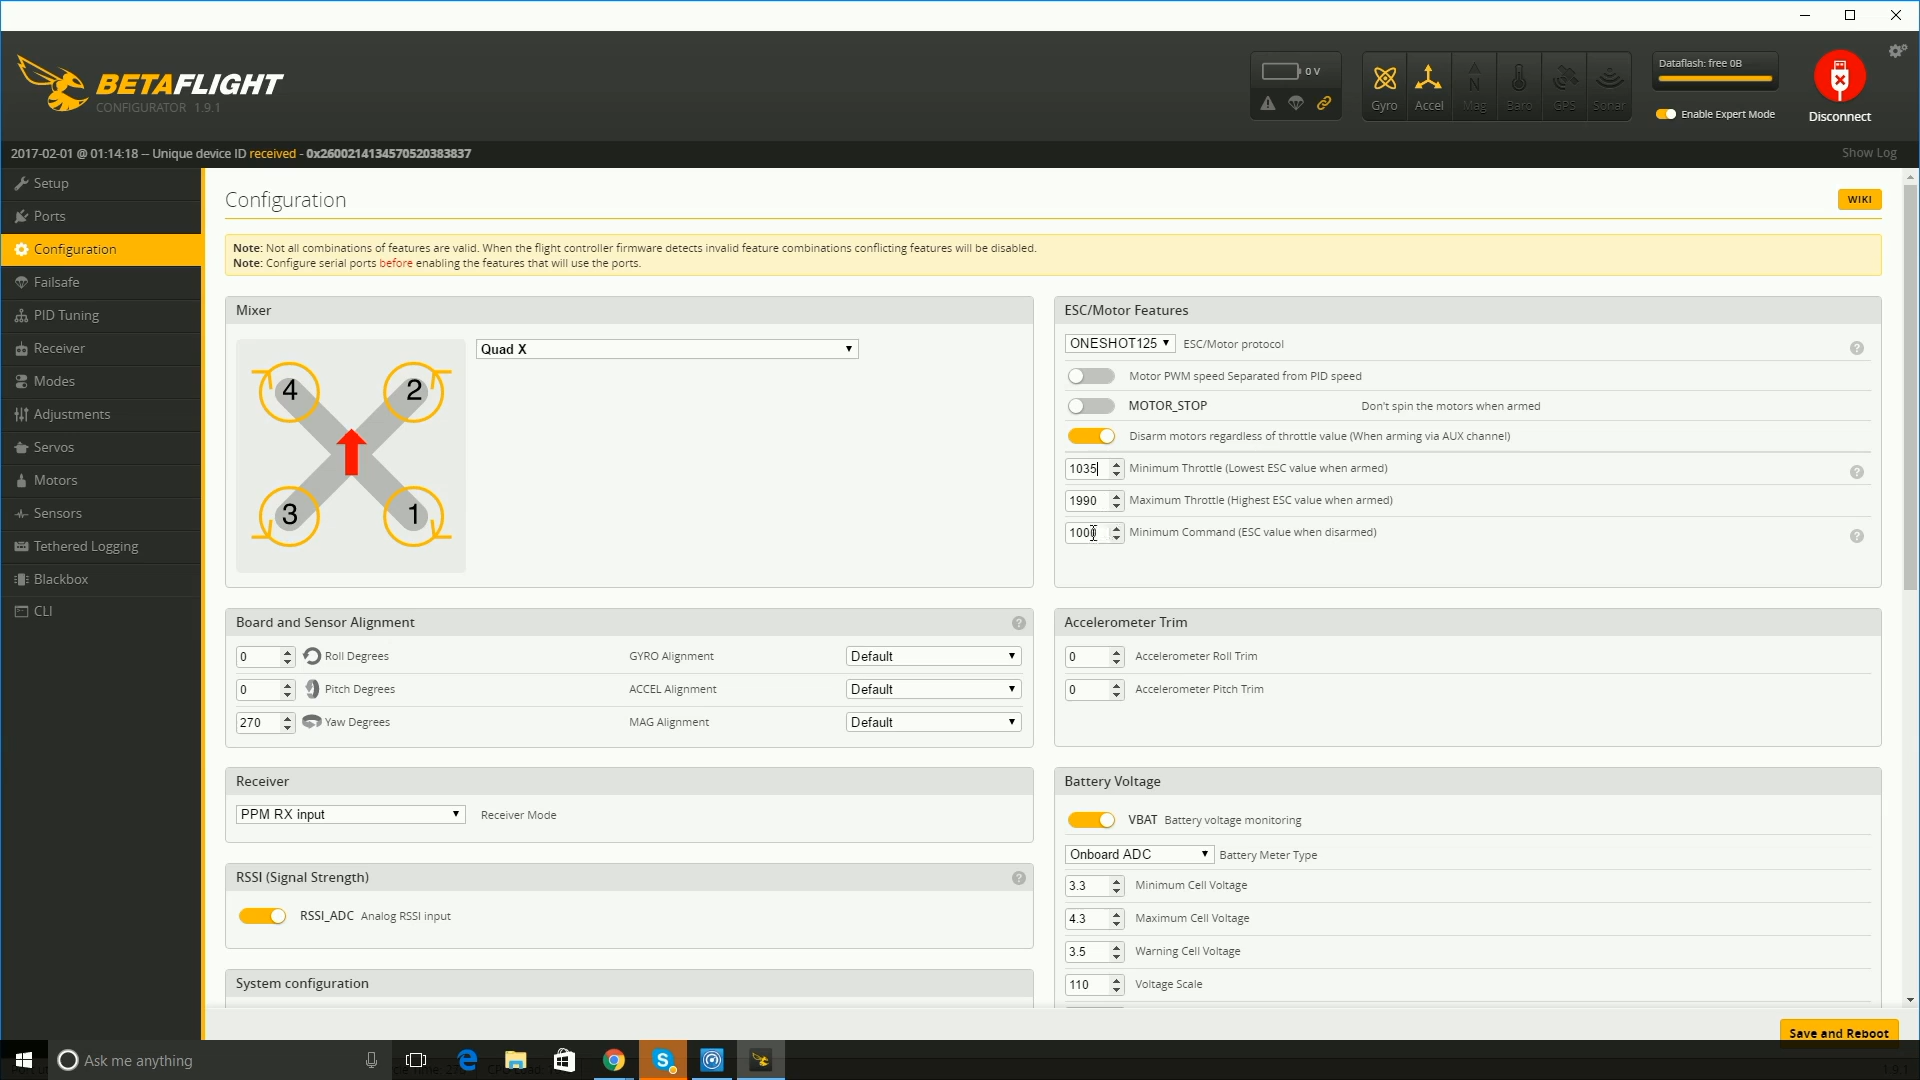 BETAFLIGHT
CONFIGURATOR 1.9.1
0 V
Gyro
Accel
Mag
Baro
GPS
Sonar
Dataflash: free 0B
Enable Expert Mode
Disconnect
2017-02-01 @ 01:14:18 -- Unique device ID received - 0x2600214134570520383837
Show Log
Setup
Ports
Configuration
Failsafe
PID Tuning
Receiver
Modes
Adjustments
Servos
Motors
Sensors
Tethered Logging
Blackbox
CLI
Configuration
WIKI
Note: Not all combinations of features are valid. When the flight controller firmware detects invalid feature combinations conflicting features will be disabled.
Note: Configure serial ports before enabling the features that will use the ports.
Mixer
Quad X
4
2
3
1
ESC/Motor Features
ONESHOT125 ESC/Motor protocol
Motor PWM speed Separated from PID speed
MOTOR_STOP Don't spin the motors when armed
Disarm motors regardless of throttle value (When arming via AUX channel)
1035 Minimum Throttle (Lowest ESC value when armed)
1990 Maximum Throttle (Highest ESC value when armed)
1000 Minimum Command (ESC value when disarmed)
Board and Sensor Alignment
0 Roll Degrees GYRO Alignment Default
0 Pitch Degrees ACCEL Alignment Default
270 Yaw Degrees MAG Alignment Default
Accelerometer Trim
0 Accelerometer Roll Trim
0 Accelerometer Pitch Trim
Receiver
PPM RX input Receiver Mode
RSSI (Signal Strength)
RSSI_ADC Analog RSSI input
System configuration
Battery Voltage
VBAT Battery voltage monitoring
Onboard ADC Battery Meter Type
3.3 Minimum Cell Voltage
4.3 Maximum Cell Voltage
3.5 Warning Cell Voltage
110 Voltage Scale
Save and Reboot
Ask me anything